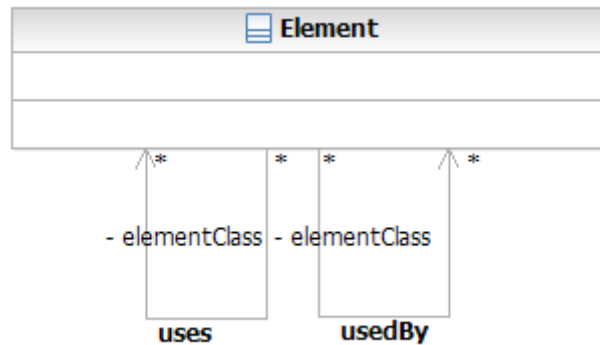 Element
* * * *
- elementClass - elementClass
uses usedBy